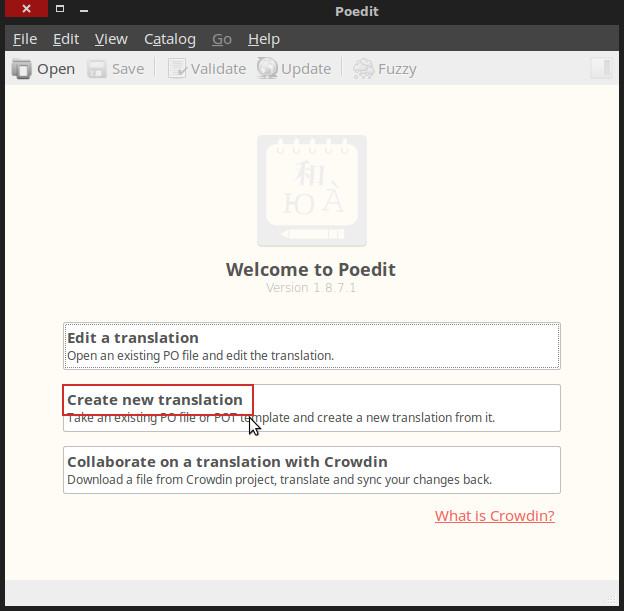 Poedit
File Edit View Catalog Go Help
Open Save Validate Update Fuzzy
和
Ю À
Welcome to Poedit
Version 1.8.7.1
Edit a translation
Open an existing PO file and edit the translation.
Create new translation
Take an existing PO file or POT template and create a new translation from it.
Collaborate on a translation with Crowdin
Download a file from Crowdin project, translate and sync your changes back.
What is Crowdin?